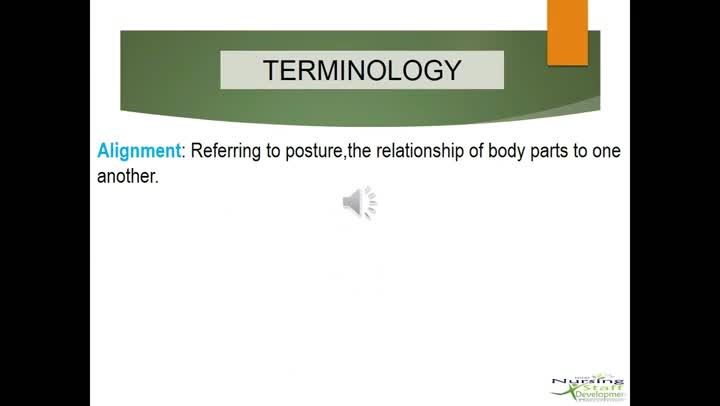 TERMINOLOGY
Alignment: Referring to posture,the relationship of body parts to one
another.
Nursing
Staff
Developmen